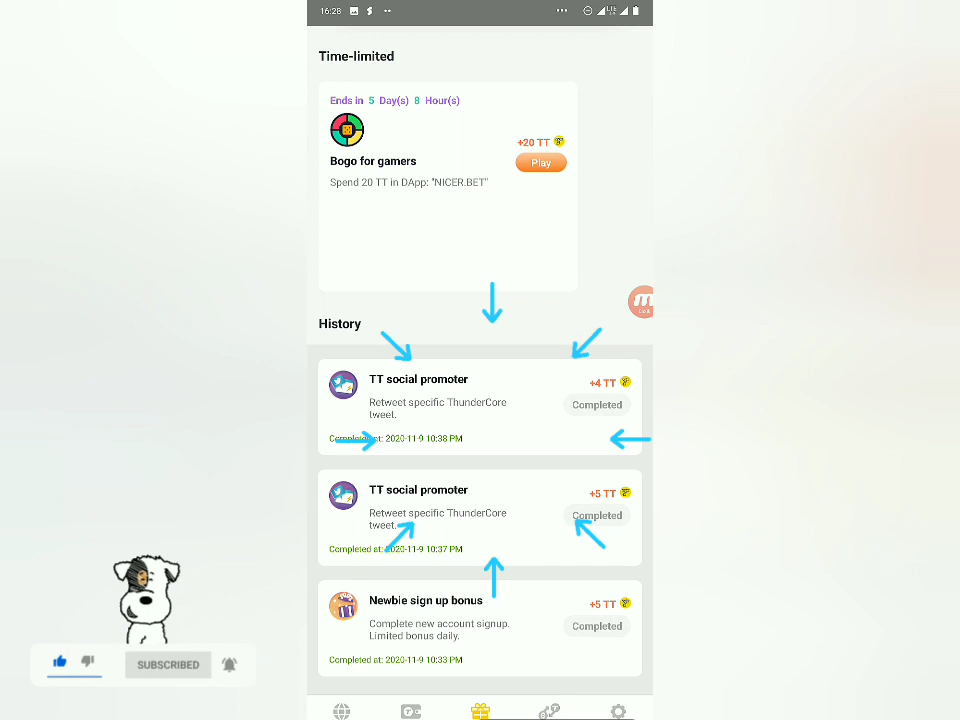 16:28
LTE
Time-limited
Ends in 5 Day(s) 8 Hour(s)
+20 TT
Bogo for gamers
Play
Spend 20 TT in DApp: "NICER.BET"
History
TT social promoter
+4 TT
Retweet specific ThunderCore
tweet.
Completed
Completed at: 2020-11-9 10:38 PM
TT social promoter
+5 TT
Retweet specific ThunderCore
tweet.
Completed
Completed at: 2020-11-9 10:37 PM
Newbie sign up bonus
+5 TT
Complete new account signup.
Limited bonus daily.
Completed
Completed at: 2020-11-9 10:33 PM
SUBSCRIBED